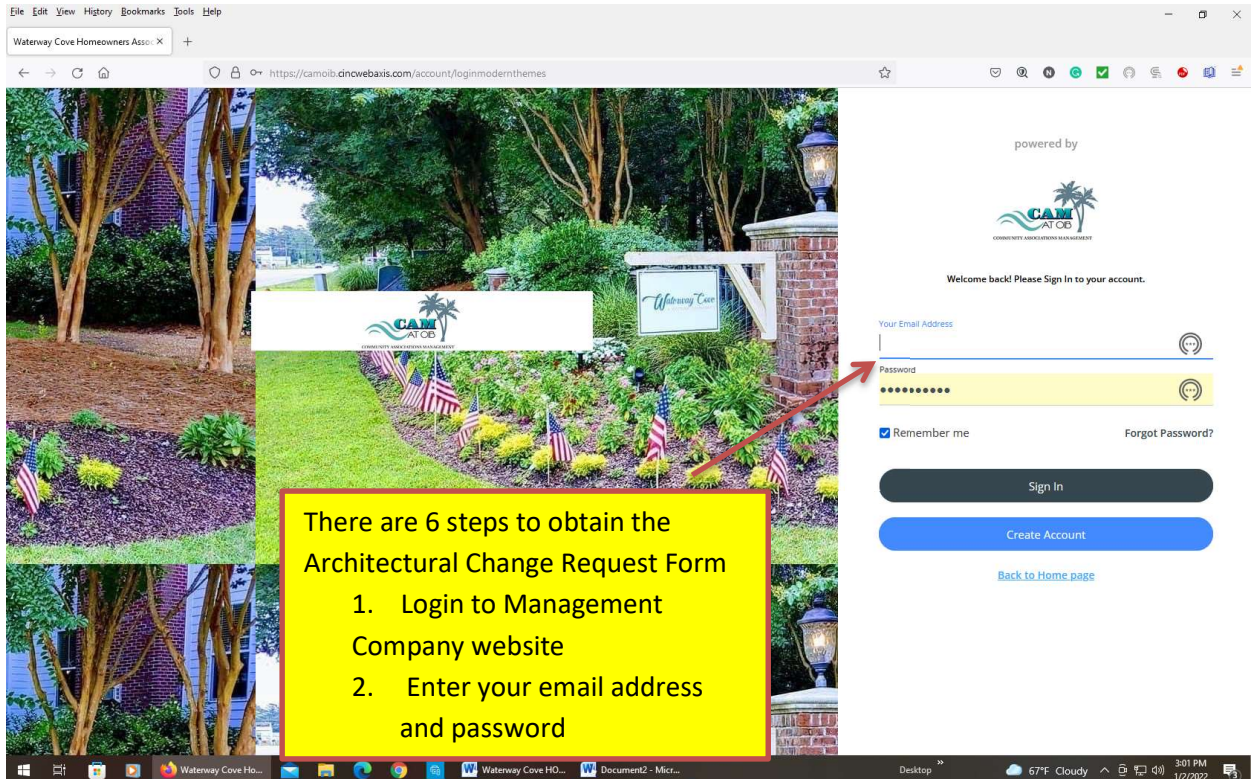 File Edit View History Bookmarks Tools Help
Waterway Cove Homeowners Assoc
https://camoib.cincwebaxis.com/account/loginmodernthemes
powered by
CAM
AT OIB
COMMUNITY ASSOCIATIONS MANAGEMENT
Welcome back! Please Sign In to your account.
Your Email Address
Password
Remember me Forgot Password?
Sign In
Create Account
Back to Home page
Waterway Cove
CAM
AT OIB
COMMUNITY ASSOCIATIONS MANAGEMENT
There are 6 steps to obtain the
Architectural Change Request Form
1. Login to Management
Company website
2. Enter your email address
and password
Waterway Cove Ho... Waterway Cove HO... Document2 - Micr... Desktop 67°F Cloudy 3:01 PM
1/2/2022